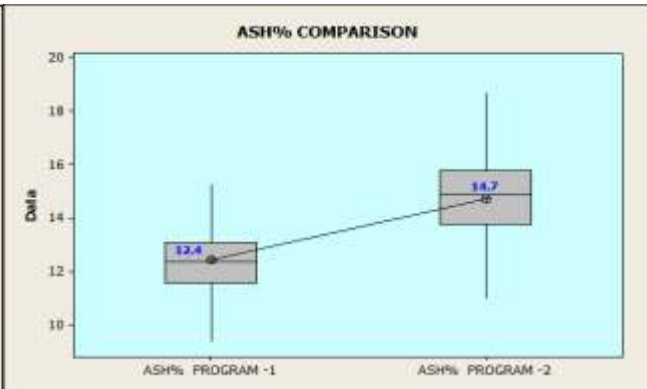 ASH% COMPARISON
20
18
16
14
12
10
Data
12.4
14.7
ASH% PROGRAM -1
ASH% PROGRAM -2